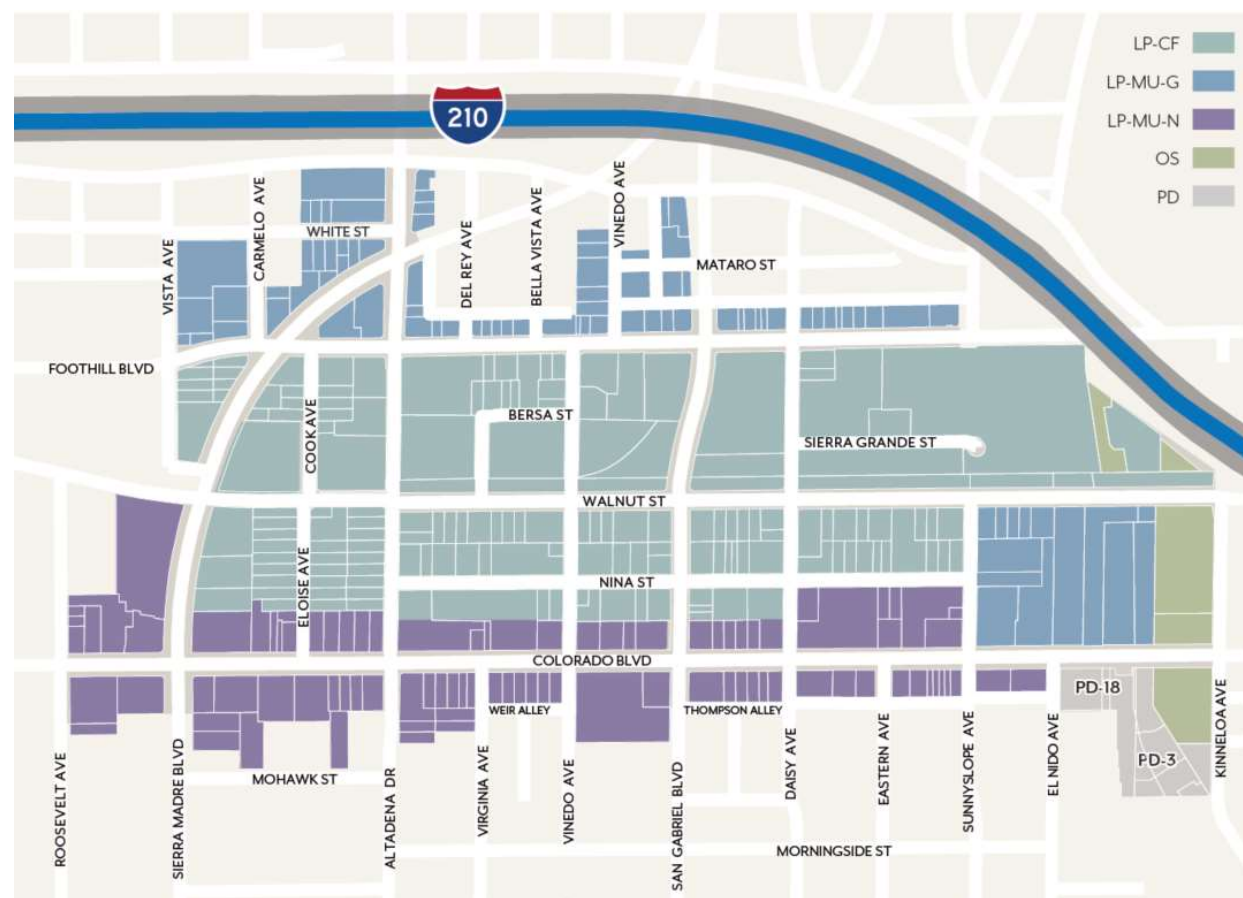 LP-CF
LP-MU-G
LP-MU-N
OS
PD
210
WHITE ST
VISTA AVE
CARMELO AVE
DEL REY AVE
BELLA VISTA AVE
VINEDO AVE
MATARO ST
FOOTHILL BLVD
COOK AVE
BERSA ST
SIERRA GRANDE ST
WALNUT ST
ELOISE AVE
NINA ST
COLORADO BLVD
PD-18
WEIR ALLEY
THOMPSON ALLEY
PD-3
MOHAWK ST
ROOSEVELT AVE
SIERRA MADRE BLVD
ALTADENA DR
VIRGINIA AVE
VINEDO AVE
SAN GABRIEL BLVD
DAISY AVE
EASTERN AVE
SUNNYSLOPE AVE
EL NIDO AVE
KINNELOA AVE
MORNINGSIDE ST